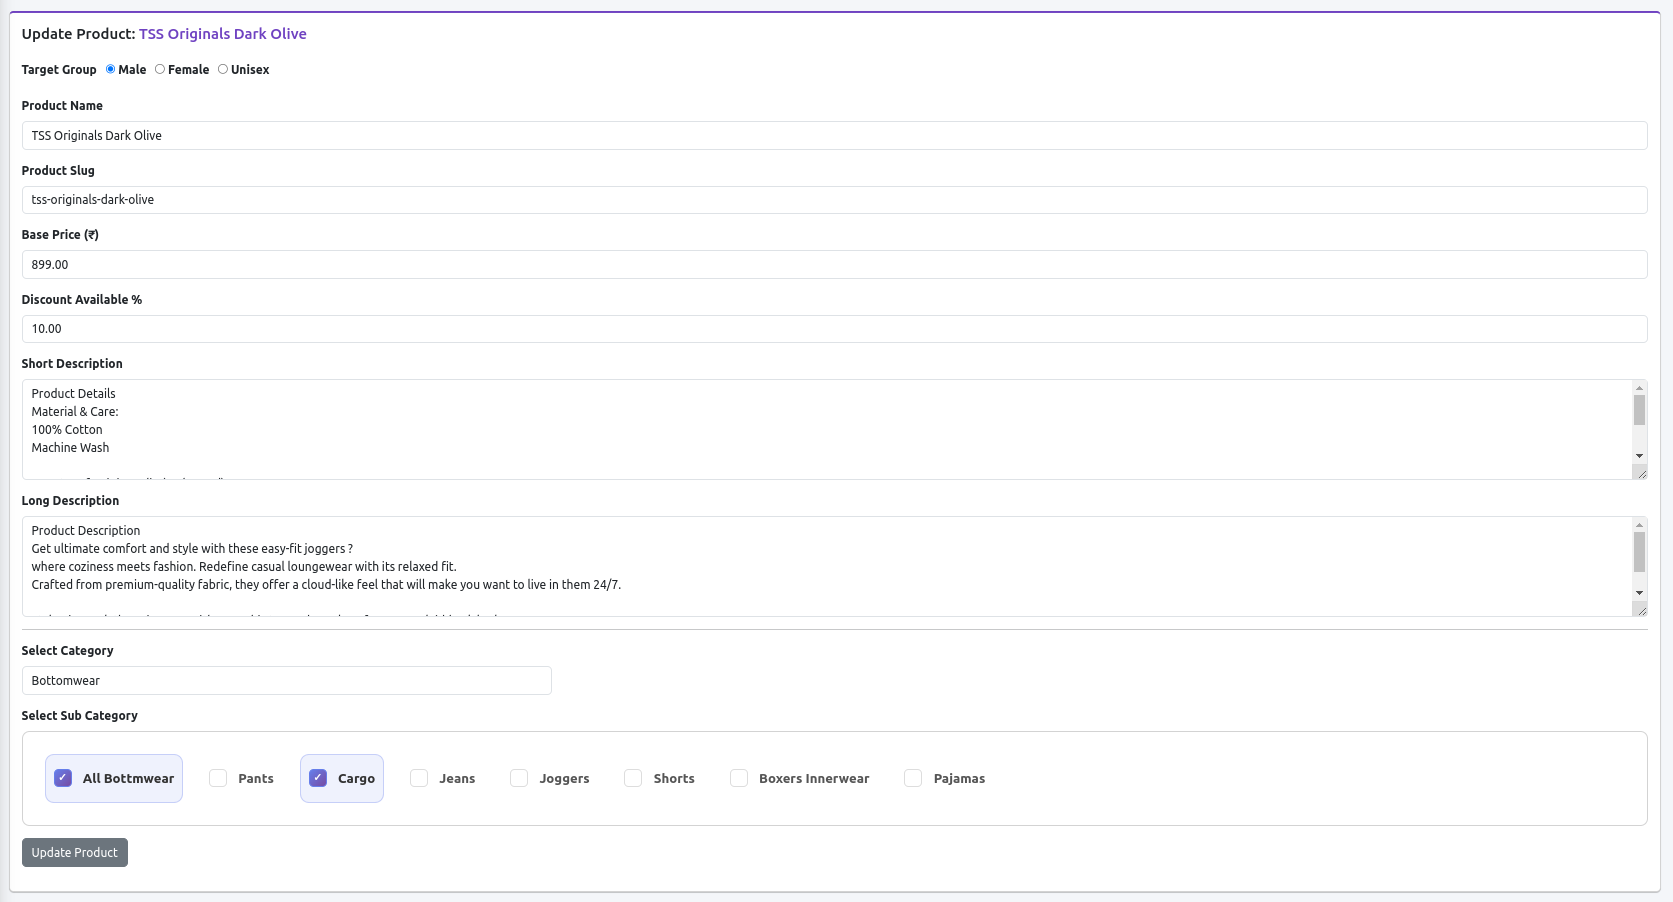 Update Product: TSS Originals Dark Olive
Target Group Male Female Unisex
Product Name
TSS Originals Dark Olive
Product Slug
tss-originals-dark-olive
Base Price (₹)
899.00
Discount Available %
10.00
Short Description
Product Details
Material & Care:
100% Cotton
Machine Wash
Long Description
Product Description
Get ultimate comfort and style with these easy-fit joggers ?
where coziness meets fashion. Redefine casual loungewear with its relaxed fit.
Crafted from premium-quality fabric, they offer a cloud-like feel that will make you want to live in them 24/7.
Select Category
Bottomwear
Select Sub Category
All Bottmwear Pants Cargo Jeans Joggers Shorts Boxers Innerwear Pajamas
Update Product